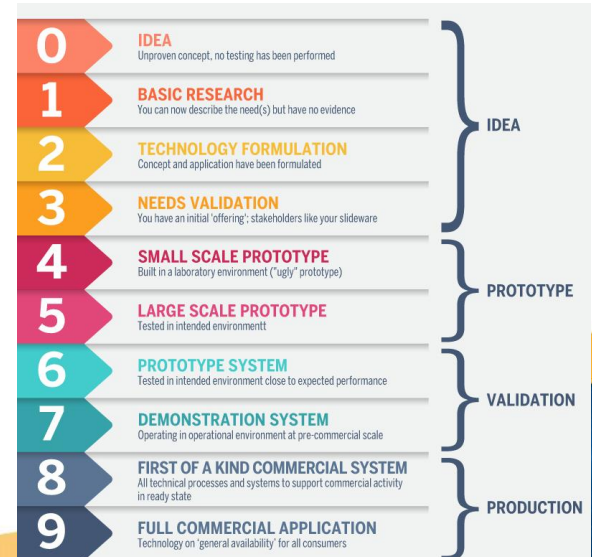 0
IDEA
Unproven concept, no testing has been performed
1
BASIC RESEARCH
You can now describe the need(s) but have no evidence
2
TECHNOLOGY FORMULATION
Concept and application have been formulated
3
NEEDS VALIDATION
You have an initial 'offering'; stakeholders like your slideware
IDEA
4
SMALL SCALE PROTOTYPE
Built in a laboratory environment ("ugly" prototype)
5
LARGE SCALE PROTOTYPE
Tested in intended environmentt
PROTOTYPE
6
PROTOTYPE SYSTEM
Tested in intended environment close to expected performance
7
DEMONSTRATION SYSTEM
Operating in operational environment at pre-commercial scale
VALIDATION
8
FIRST OF A KIND COMMERCIAL SYSTEM
All technical processes and systems to support commercial activity
in ready state
9
FULL COMMERCIAL APPLICATION
Technology on 'general availability' for all consumers
PRODUCTION